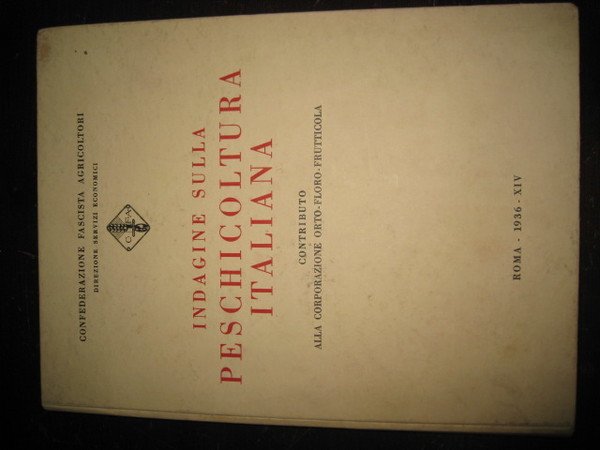 CONFEDERAZIONE FASCISTA AGRICOLTORI
DIREZIONE SERVIZI ECONOMICI
INDAGINE SULLA
PESCHICOLTURA
ITALIANA
CONTRIBUTO
ALLA CORPORAZIONE ORTO-FLORO-FRUTTICOLA
ROMA - 1936 - XIV